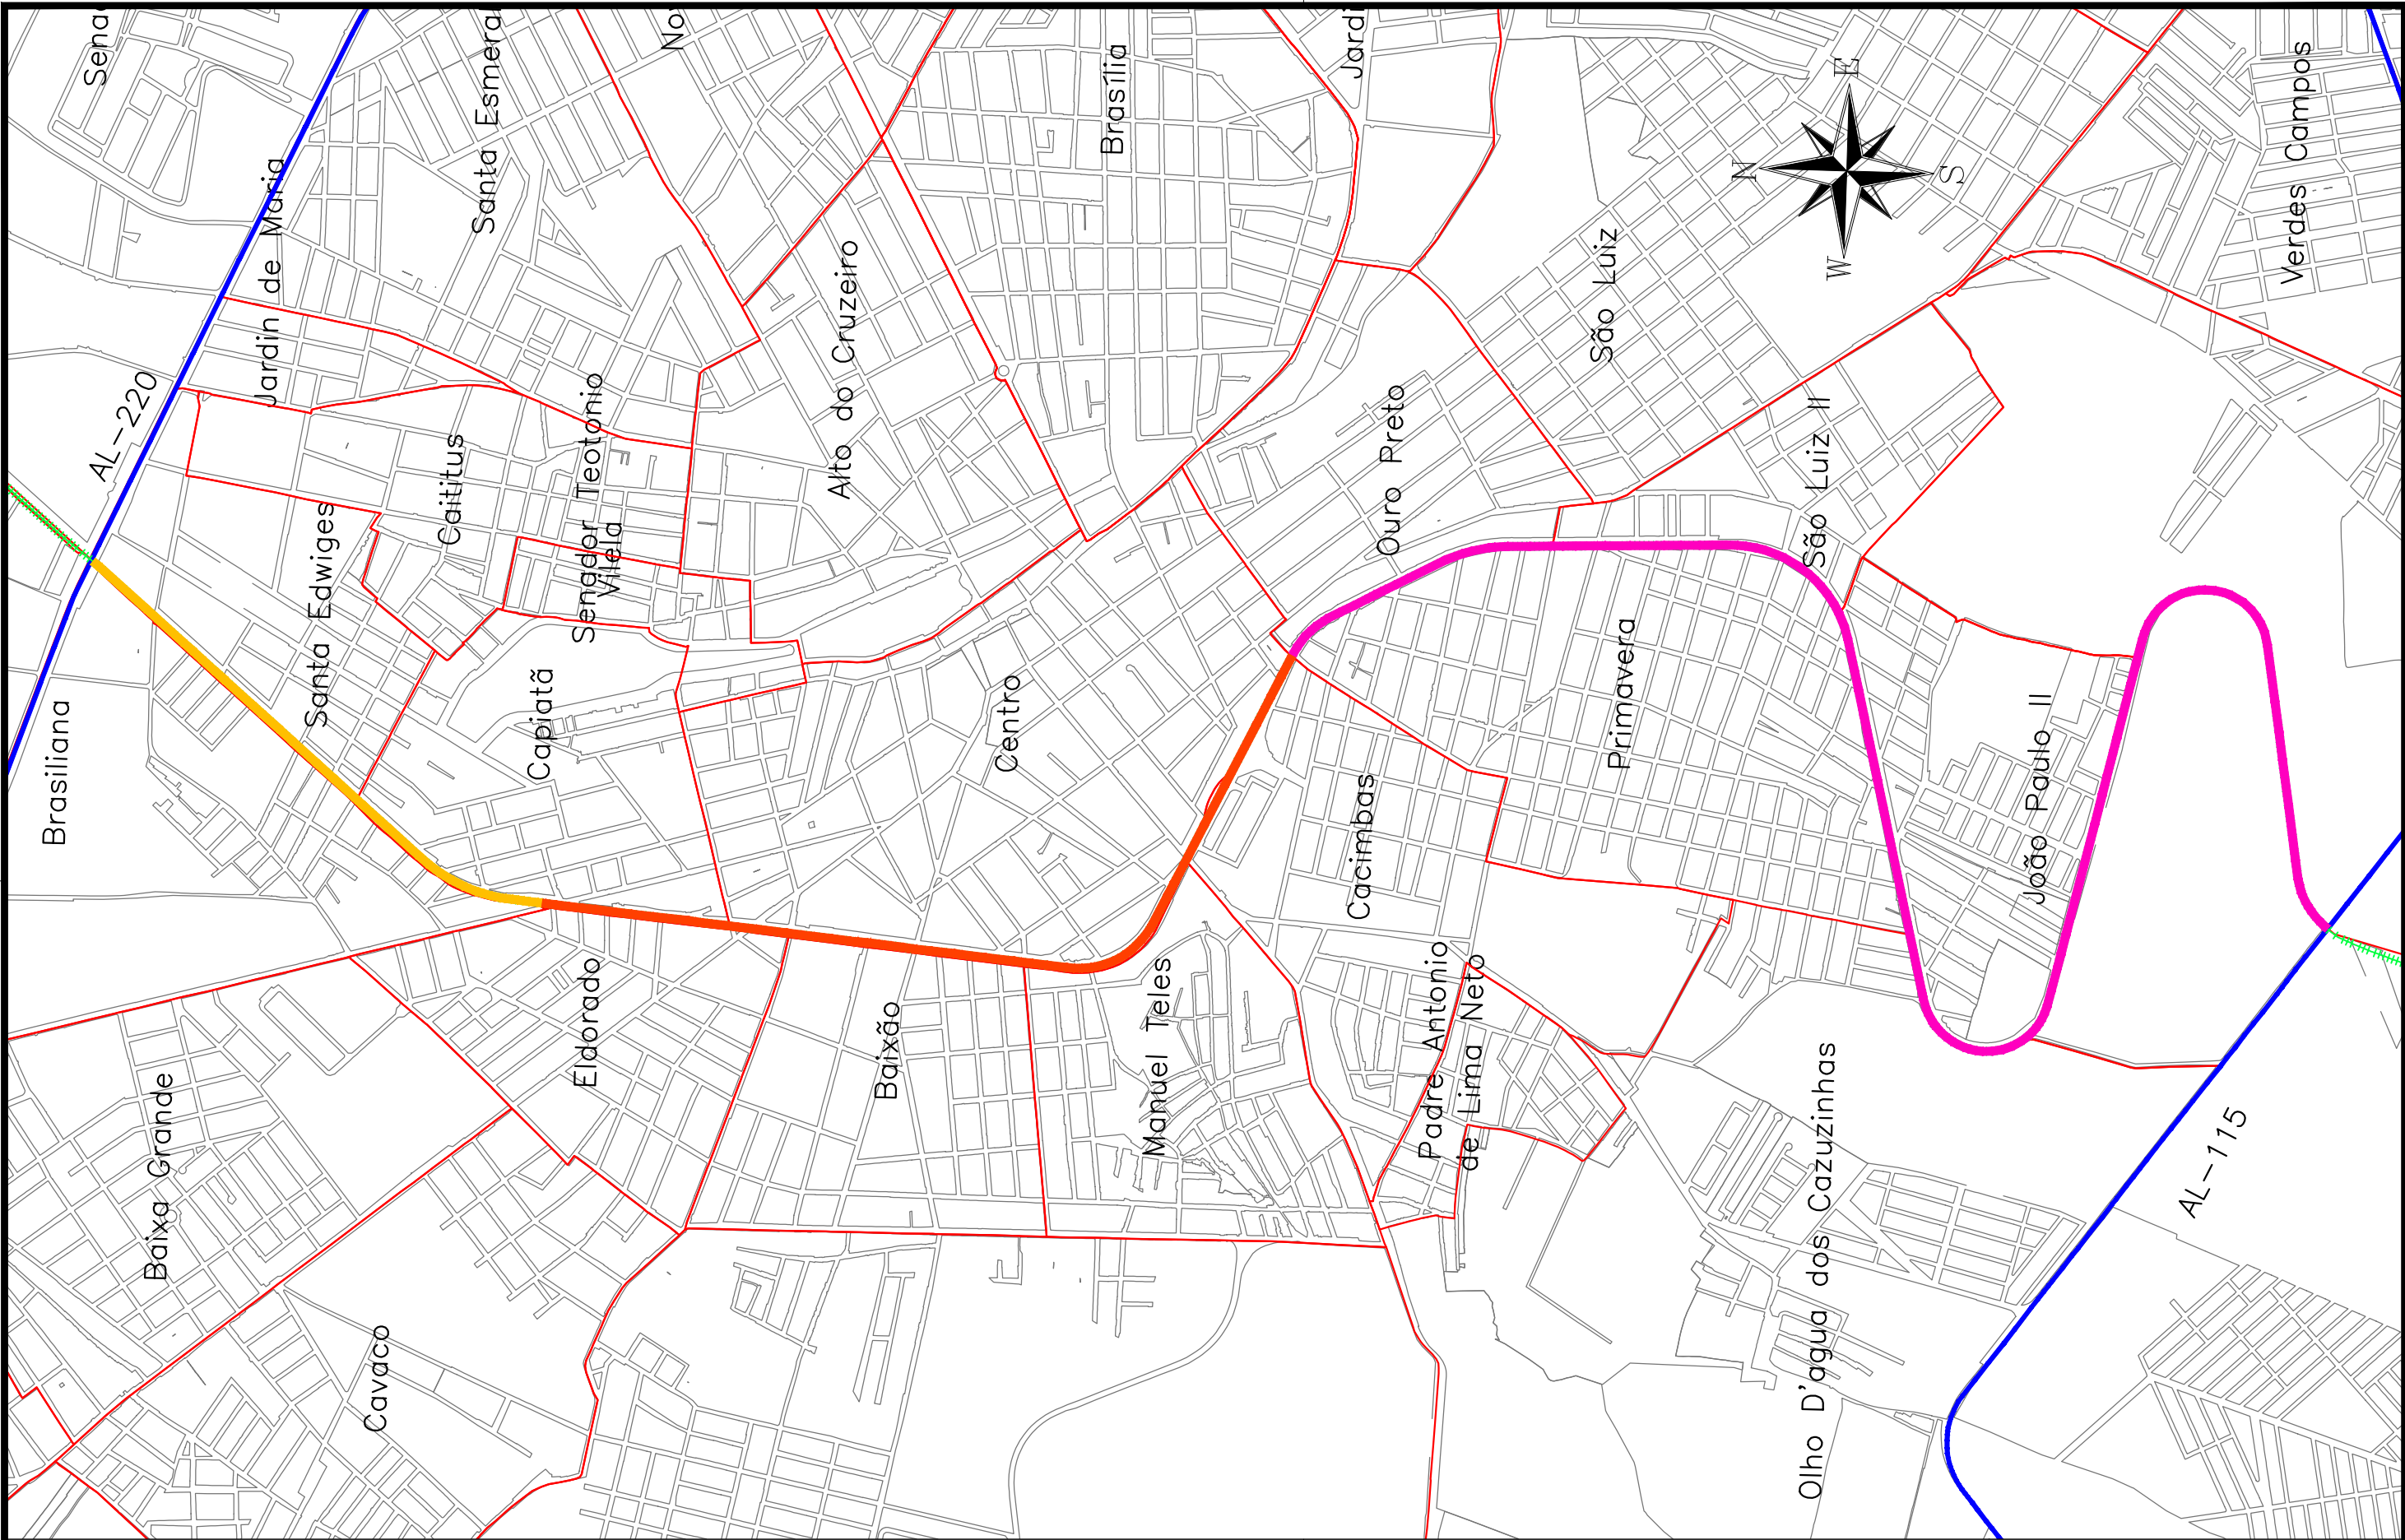 Sena
Santa Esmeral
No
Brasília
Jardi
Verdes Campos
E
N
S
W
Jardin de Maria
AL-220
Caititus
Senador Teotonio
Vilela
Alto do Cruzeiro
Ouro Preto
São Luiz
São Luiz II
Brasiliana
Santa Edwiges
Capiatã
Centro
Cacimbas
Primavera
João Paulo II
Baixa Grande
Eldorado
Baixão
Manuel Teles
Padre Antonio
de Lima Neto
Olho D'agua dos Cazuzinhas
AL-115
Cavaco